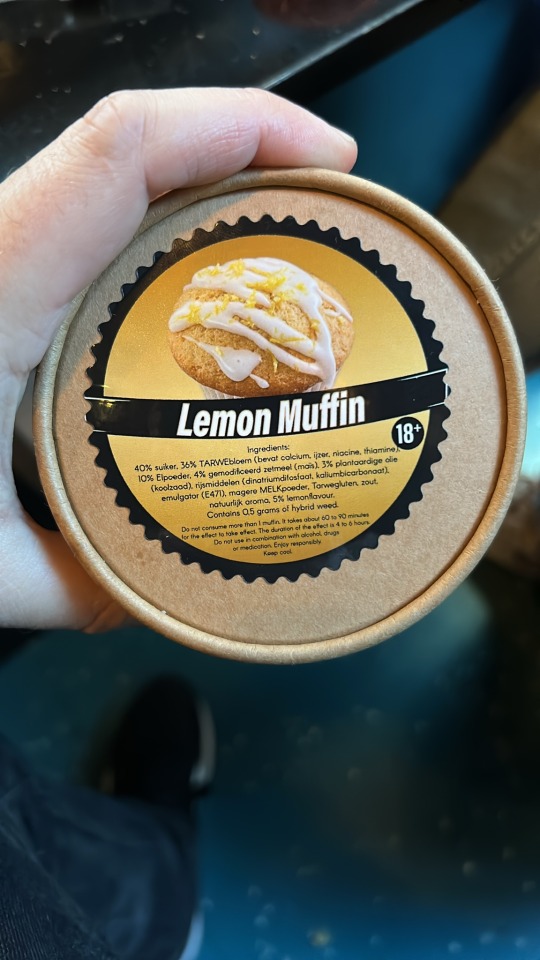 Lemon Muffin
18+
Ingredients:
40% suiker, 36% TARWEbloem (bevat calcium, ijzer, niacine, thiamine),
10% Eipoeder, 4% gemodificeerd zetmeel (maïs), 3% plantaardige olie
(koolzaad), rijsmiddelen (dinatriumdifosfaat, kaliumbicarbonaat),
emulgator (E471), magere MELKpoeder, Tarwegluten, zout,
natuurlijk aroma, 5% lemonflavour.
Contains 0,5 grams of hybrid weed.
Do not consume more than 1 muffin. It takes about 60 to 90 minutes
for the effect to take effect. The duration of the effect is 4 to 6 hours.
Do not use in combination with alcohol, drugs
or medication. Enjoy responsibly.
Keep cool.